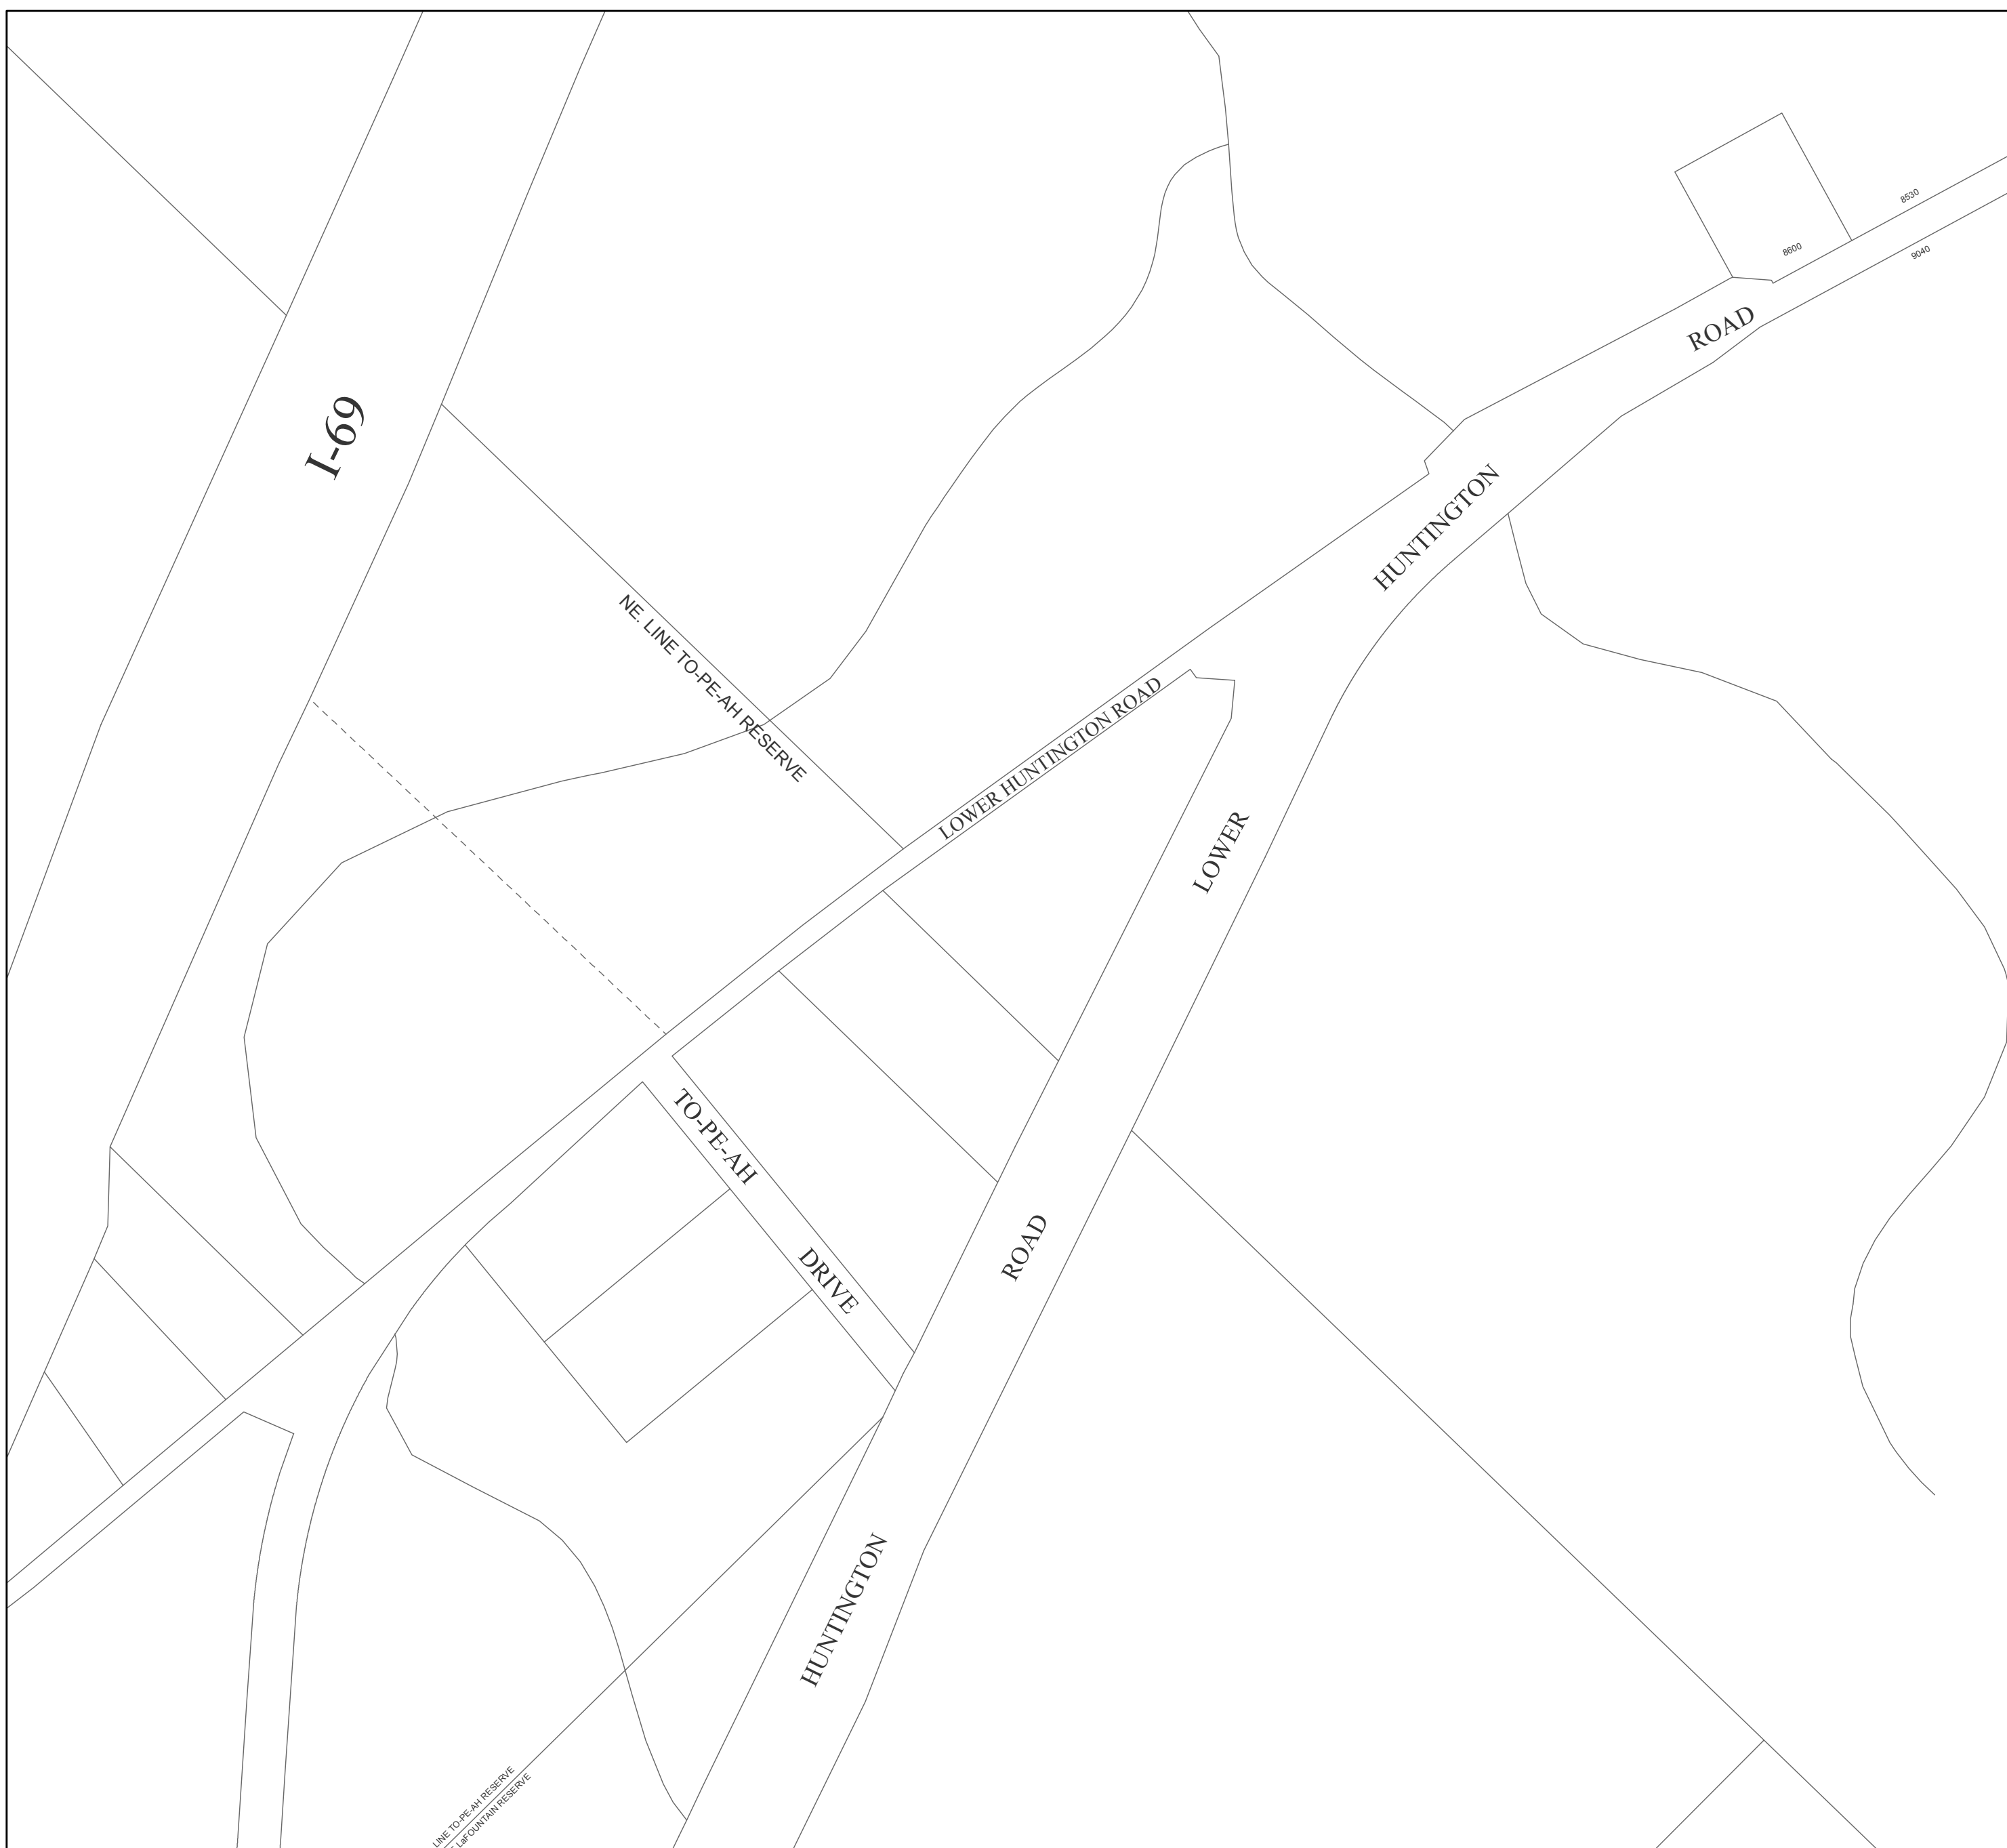 8530
8600
9040
ROAD
I-69
HUNTINGTON
NE. LINE TO-PE-AH RESERVE
LOWER HUNTINGTON ROAD
LOWER
TO-PE-AH
DRIVE
ROAD
HUNTINGTON
LINE TO-PE-AH RESERVE
LaFOUNTAIN RESERVE